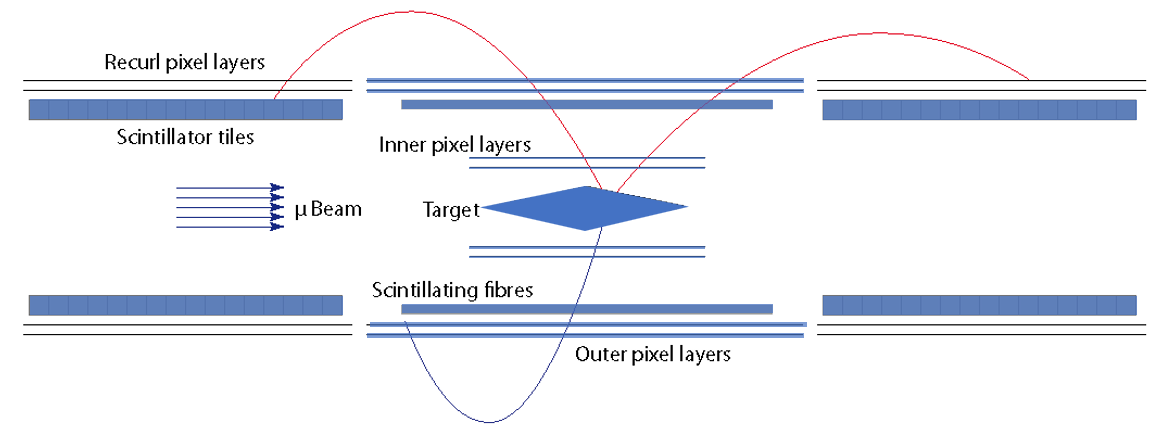 Recurl pixel layers
Scintillator tiles
Inner pixel layers
μ Beam
Target
Scintillating fibres
Outer pixel layers